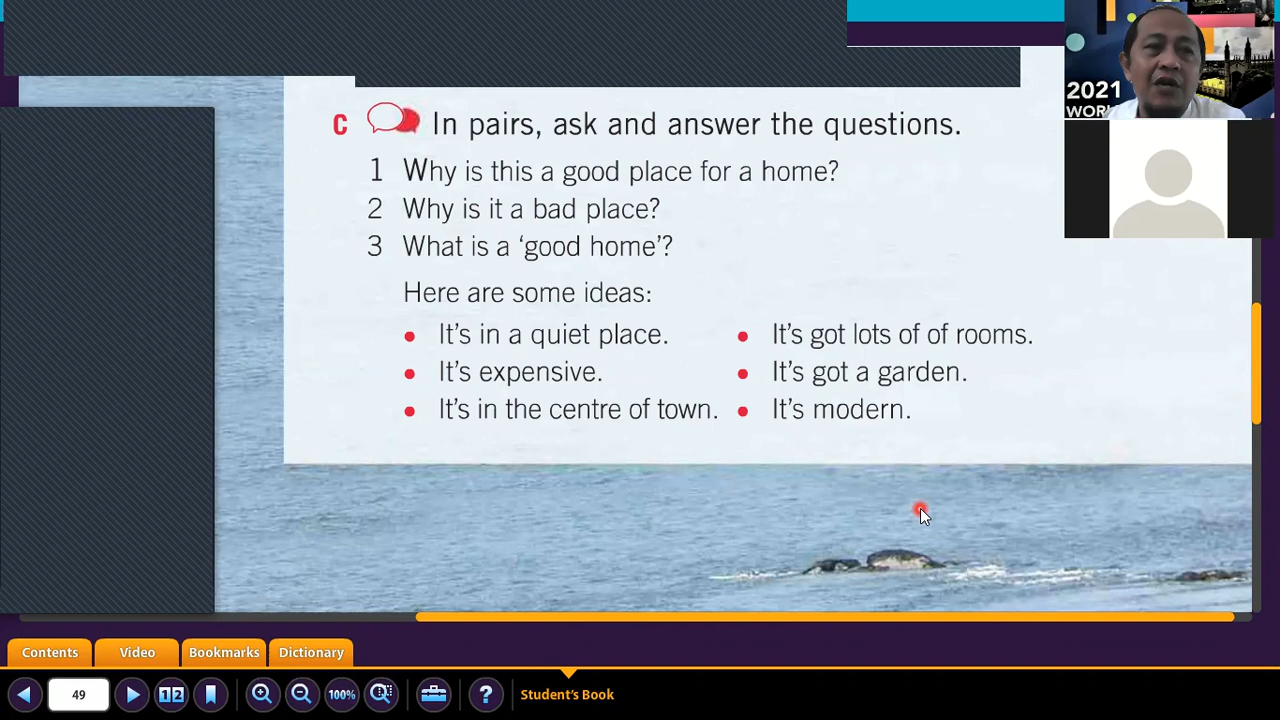 2021
WOR
C In pairs, ask and answer the questions.
1 Why is this a good place for a home?
2 Why is it a bad place?
3 What is a ‘good home’?
Here are some ideas:
• It's in a quiet place.
• It's got lots of of rooms.
• It's expensive.
• It's got a garden.
• It's in the centre of town.
• It's modern.
Contents Video Bookmarks Dictionary
49 12 100% ? Student's Book